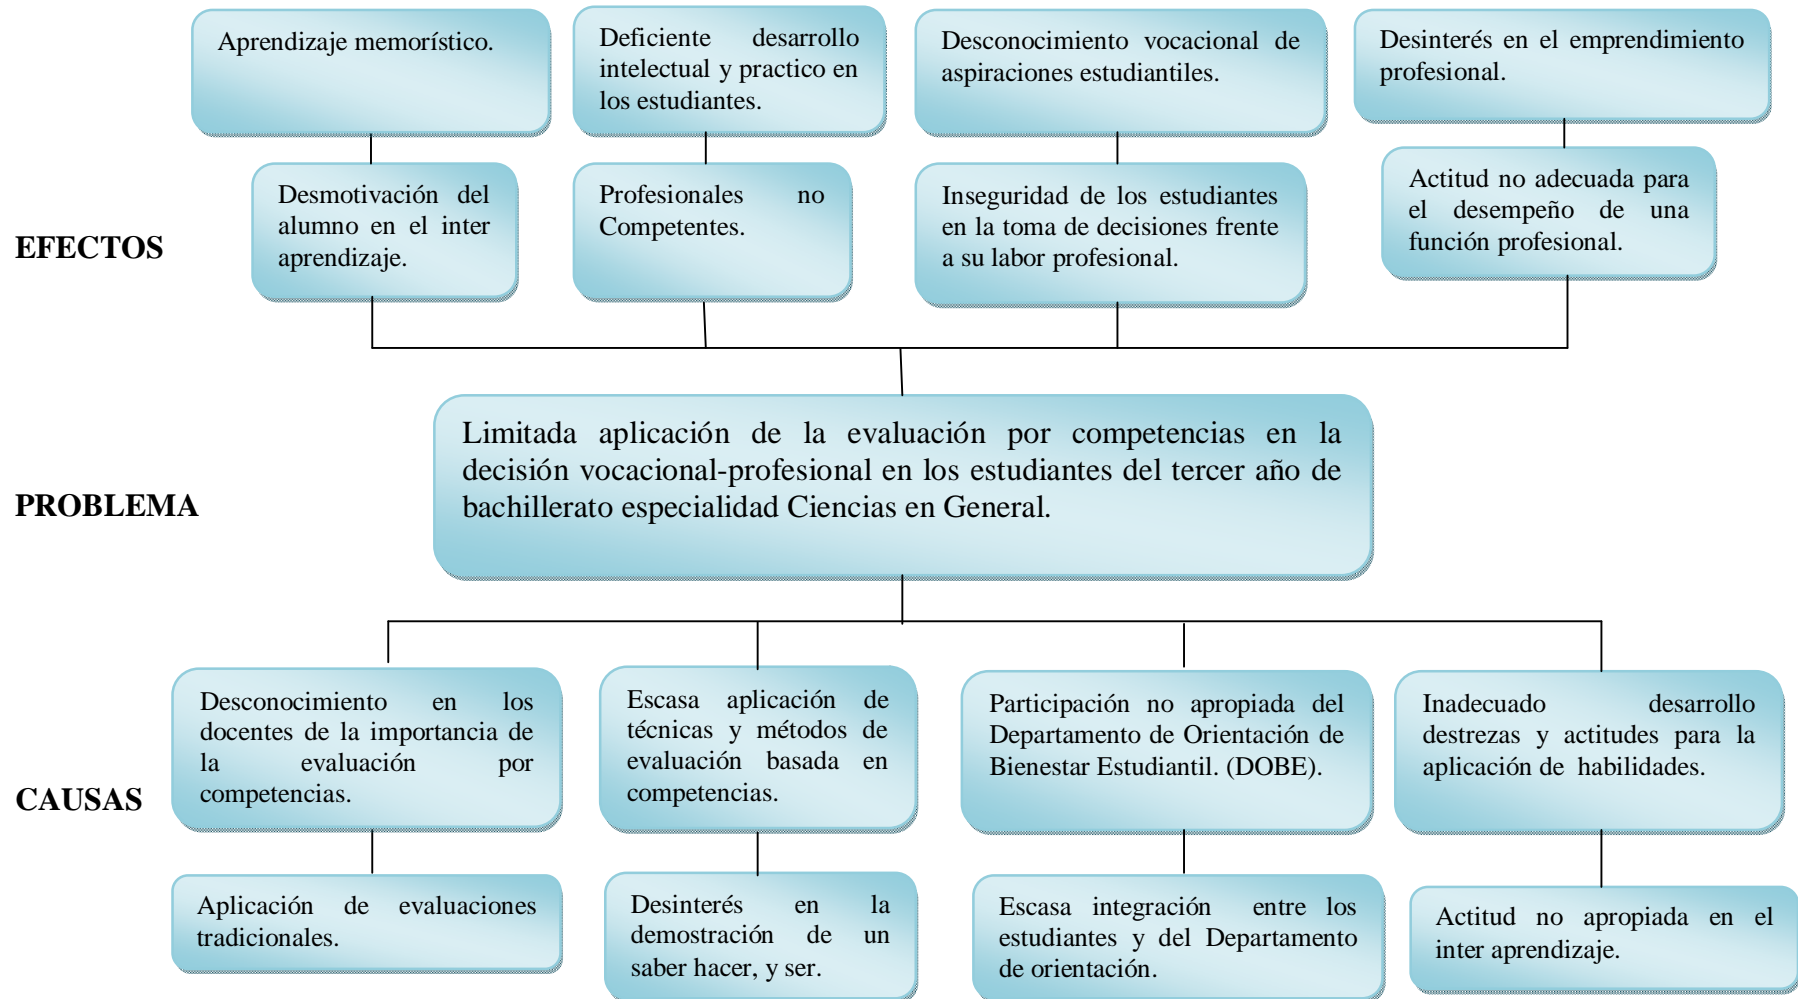 Aprendizaje memorístico.
Deficiente desarrollo
intelectual y practico en
los estudiantes.
Desconocimiento vocacional de
aspiraciones estudiantiles.
Desinterés en el emprendimiento
profesional.
EFECTOS
Desmotivación del
alumno en el inter
aprendizaje.
Profesionales no
Competentes.
Inseguridad de los estudiantes
en la toma de decisiones frente
a su labor profesional.
Actitud no adecuada para
el desempeño de una
función profesional.
PROBLEMA
Limitada aplicación de la evaluación por competencias en la
decisión vocacional-profesional en los estudiantes del tercer año de
bachillerato especialidad Ciencias en General.
CAUSAS
Desconocimiento en los
docentes de la importancia de
la evaluación por
competencias.
Escasa aplicación de
técnicas y métodos de
evaluación basada en
competencias.
Participación no apropiada del
Departamento de Orientación de
Bienestar Estudiantil. (DOBE).
Inadecuado desarrollo
destrezas y actitudes para la
aplicación de habilidades.
Aplicación de evaluaciones
tradicionales.
Desinterés en la
demostración de un
saber hacer, y ser.
Escasa integración entre los
estudiantes y del Departamento
de orientación.
Actitud no apropiada en el
inter aprendizaje.